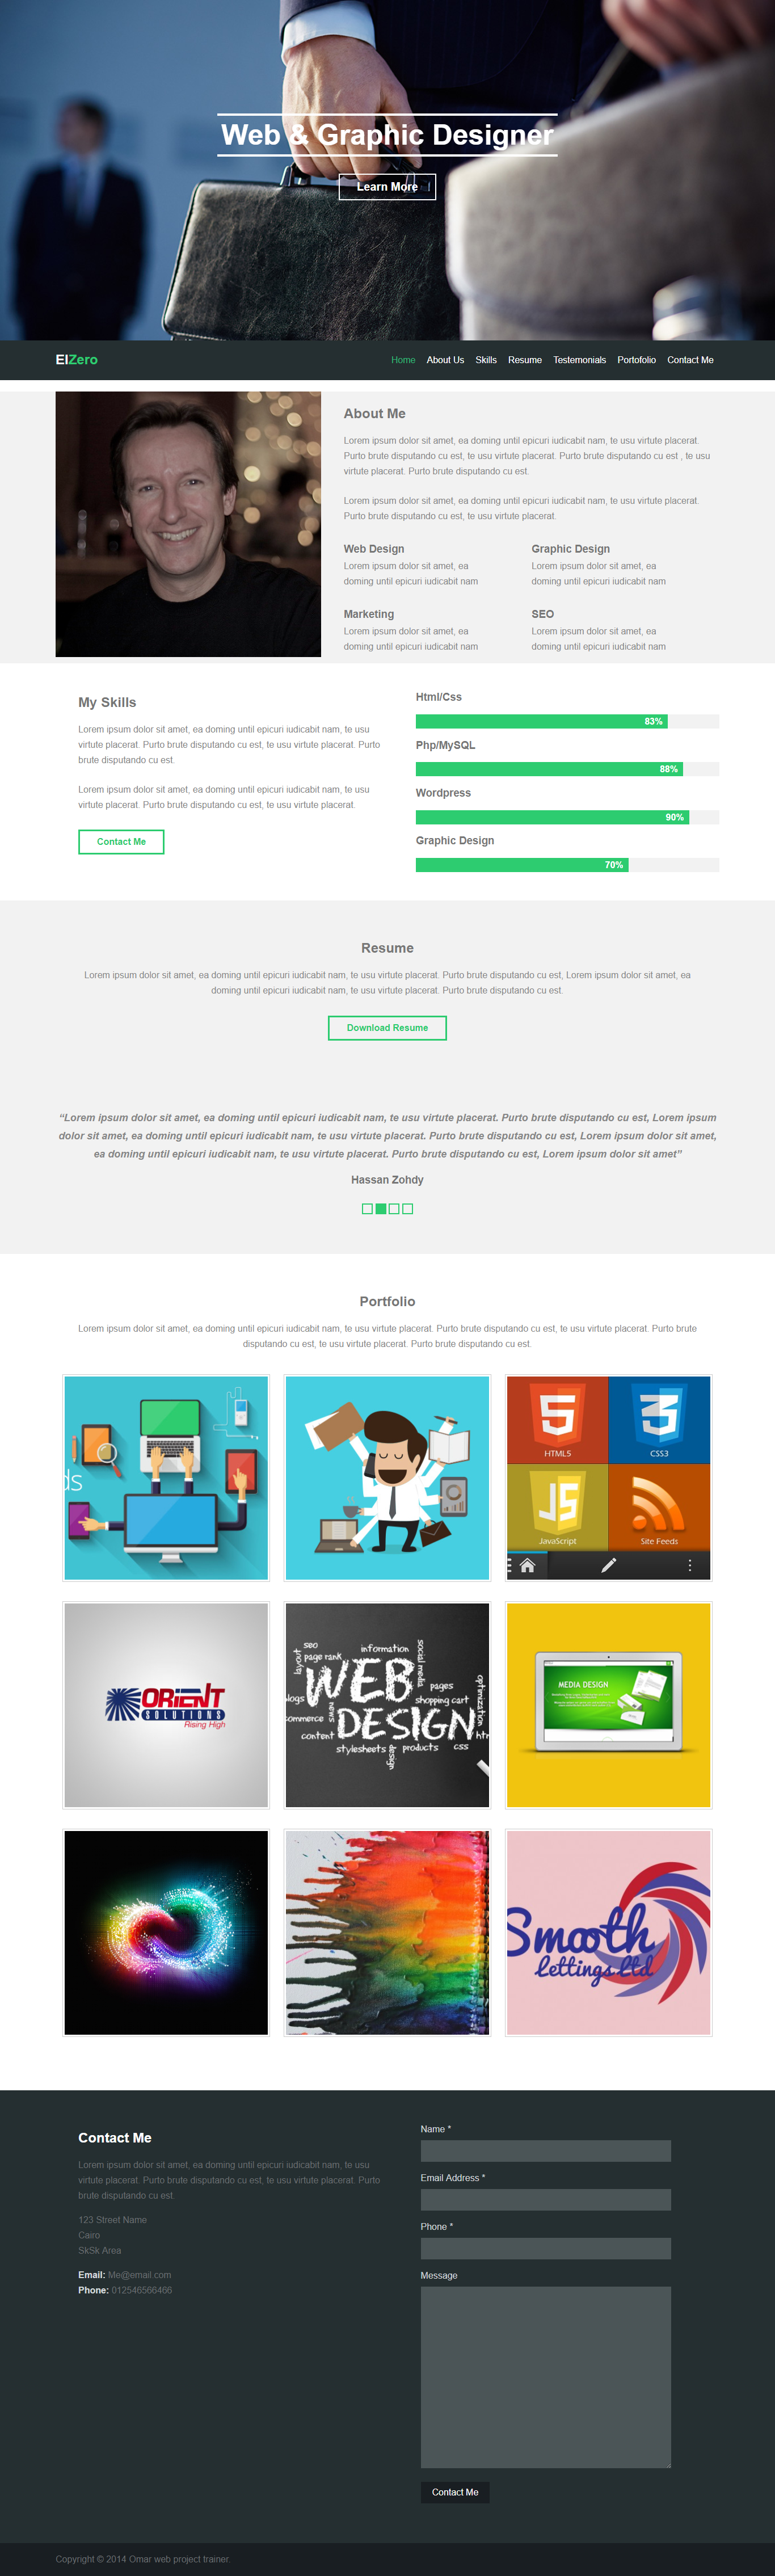 Web & Graphic Designer
Learn More
ElZero
Home About Us Skills Resume Testemonials Portofolio Contact Me
About Me
Lorem ipsum dolor sit amet, ea doming until epicuri iudicabit nam, te usu virtute placerat.
Purto brute disputando cu est, te usu virtute placerat. Purto brute disputando cu est , te usu
virtute placerat. Purto brute disputando cu est.
Lorem ipsum dolor sit amet, ea doming until epicuri iudicabit nam, te usu virtute placerat.
Purto brute disputando cu est, te usu virtute placerat.
Web Design
Lorem ipsum dolor sit amet, ea
doming until epicuri iudicabit nam
Graphic Design
Lorem ipsum dolor sit amet, ea
doming until epicuri iudicabit nam
Marketing
Lorem ipsum dolor sit amet, ea
doming until epicuri iudicabit nam
SEO
Lorem ipsum dolor sit amet, ea
doming until epicuri iudicabit nam
My Skills
Lorem ipsum dolor sit amet, ea doming until epicuri iudicabit nam, te usu
virtute placerat. Purto brute disputando cu est, te usu virtute placerat. Purto
brute disputando cu est.
Lorem ipsum dolor sit amet, ea doming until epicuri iudicabit nam, te usu
virtute placerat. Purto brute disputando cu est, te usu virtute placerat.
Contact Me
Html/Css
83%
Php/MySQL
88%
Wordpress
90%
Graphic Design
70%
Resume
Lorem ipsum dolor sit amet, ea doming until epicuri iudicabit nam, te usu virtute placerat. Purto brute disputando cu est, Lorem ipsum dolor sit amet, ea
doming until epicuri iudicabit nam, te usu virtute placerat. Purto brute disputando cu est.
Download Resume
“Lorem ipsum dolor sit amet, ea doming until epicuri iudicabit nam, te usu virtute placerat. Purto brute disputando cu est, Lorem ipsum
dolor sit amet, ea doming until epicuri iudicabit nam, te usu virtute placerat. Purto brute disputando cu est, Lorem ipsum dolor sit amet,
ea doming until epicuri iudicabit nam, te usu virtute placerat. Purto brute disputando cu est, Lorem ipsum dolor sit amet”
Hassan Zohdy
Portfolio
Lorem ipsum dolor sit amet, ea doming until epicuri iudicabit nam, te usu virtute placerat. Purto brute disputando cu est, te usu virtute placerat. Purto brute
disputando cu est, te usu virtute placerat. Purto brute disputando cu est.
ds
HTML5
CSS3
JavaScript
Site Feeds
ORIENT
SOLUTIONS
Rising High
seo
page rank
layout
information
social media
WEB
pages
shopping cart
optimization
logs
commerce
news
DESIGN
content
htm
stylesheets
design
products
css
MEDIA DESIGN
Smooth
Lettings Ltd
Contact Me
Lorem ipsum dolor sit amet, ea doming until epicuri iudicabit nam, te usu
virtute placerat. Purto brute disputando cu est, te usu virtute placerat. Purto
brute disputando cu est.
123 Street Name
Cairo
SkSk Area
Email: Me@email.com
Phone: 012546566466
Name *
Email Address *
Phone *
Message
Contact Me
Copyright © 2014 Omar web project trainer.